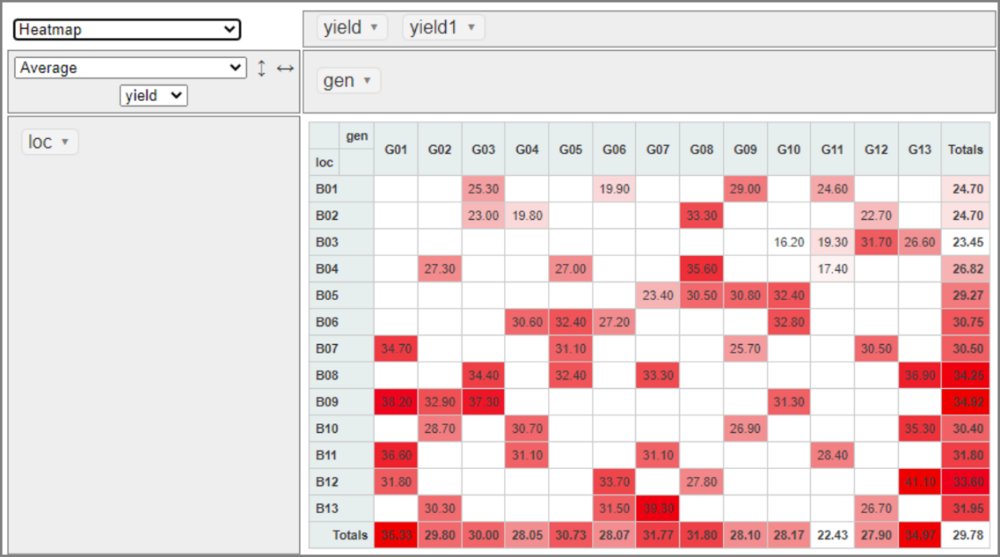 Heatmap
yield ▾ yield1 ▾
Average ↕ ↔
yield
gen ▾
loc ▾
gen G01 G02 G03 G04 G05 G06 G07 G08 G09 G10 G11 G12 G13 Totals
loc
B01 25.30 19.90 29.00 24.60 24.70
B02 23.00 19.80 33.30 22.70 24.70
B03 16.20 19.30 31.70 26.60 23.45
B04 27.30 27.00 35.60 17.40 26.82
B05 23.40 30.50 30.80 32.40 29.27
B06 30.60 32.40 27.20 32.80 30.75
B07 34.70 31.10 25.70 30.50 30.50
B08 34.40 32.40 33.30 36.90 34.25
B09 38.20 32.90 37.30 31.30 34.92
B10 28.70 30.70 26.90 35.30 30.40
B11 36.60 31.10 31.10 28.40 31.80
B12 31.80 33.70 27.80 41.10 33.60
B13 30.30 31.50 39.30 26.70 31.95
Totals 35.33 29.80 30.00 28.05 30.73 28.07 31.77 31.80 28.10 28.17 22.43 27.90 34.97 29.78